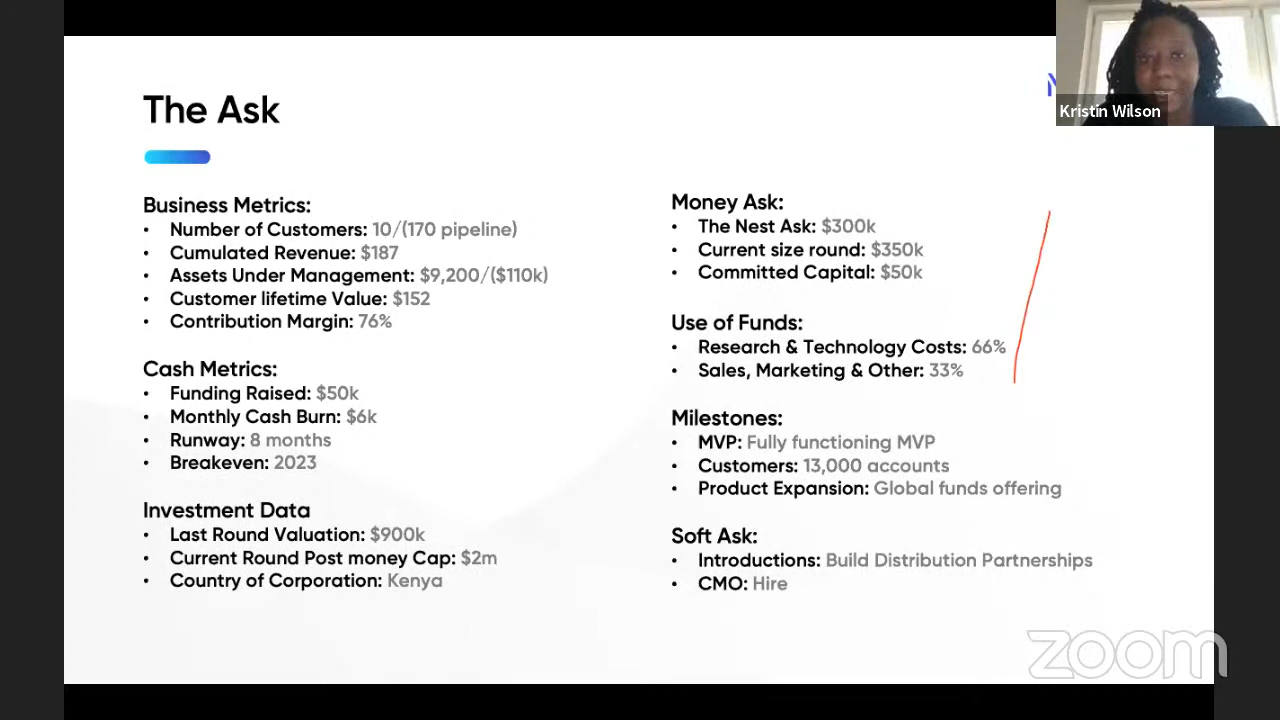 The Ask
Kristin Wilson
Business Metrics:
• Number of Customers: 10/(170 pipeline)
• Cumulated Revenue: $187
• Assets Under Management: $9,200/($110k)
• Customer lifetime Value: $152
• Contribution Margin: 76%
Cash Metrics:
• Funding Raised: $50k
• Monthly Cash Burn: $6k
• Runway: 8 months
• Breakeven: 2023
Investment Data
• Last Round Valuation: $900k
• Current Round Post money Cap: $2m
• Country of Corporation: Kenya
Money Ask:
• The Nest Ask: $300k
• Current size round: $350k
• Committed Capital: $50k
Use of Funds:
• Research & Technology Costs: 66%
• Sales, Marketing & Other: 33%
Milestones:
• MVP: Fully functioning MVP
• Customers: 13,000 accounts
• Product Expansion: Global funds offering
Soft Ask:
• Introductions: Build Distribution Partnerships
• CMO: Hire
zoom